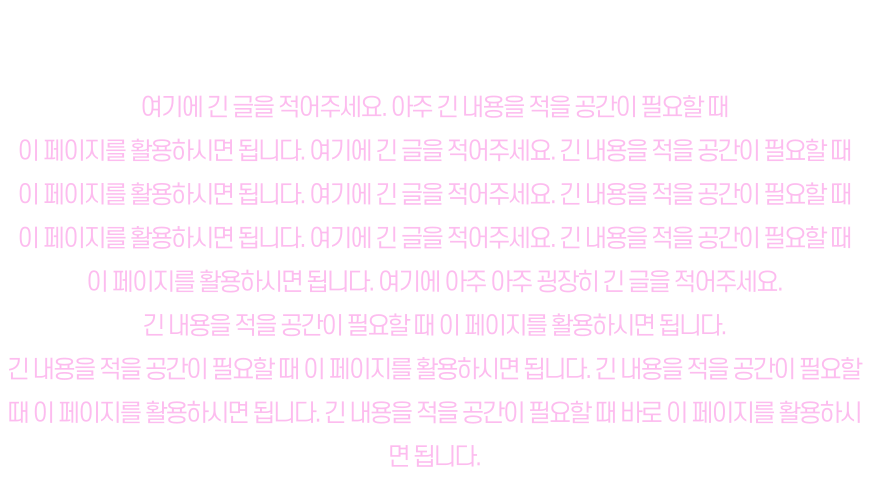 여기에 긴 글을 적어주세요. 아주 긴 내용을 적을 공간이 필요할 때
이 페이지를 활용하시면 됩니다. 여기에 긴 글을 적어주세요. 긴 내용을 적을 공간이 필요할 때
이 페이지를 활용하시면 됩니다. 여기에 긴 글을 적어주세요. 긴 내용을 적을 공간이 필요할 때
이 페이지를 활용하시면 됩니다. 여기에 긴 글을 적어주세요. 긴 내용을 적을 공간이 필요할 때
이 페이지를 활용하시면 됩니다. 여기에 아주 아주 굉장히 긴 글을 적어주세요.
긴 내용을 적을 공간이 필요할 때 이 페이지를 활용하시면 됩니다.
긴 내용을 적을 공간이 필요할 때 이 페이지를 활용하시면 됩니다. 긴 내용을 적을 공간이 필요할
때 이 페이지를 활용하시면 됩니다. 긴 내용을 적을 공간이 필요할 때 바로 이 페이지를 활용하시
면 됩니다.